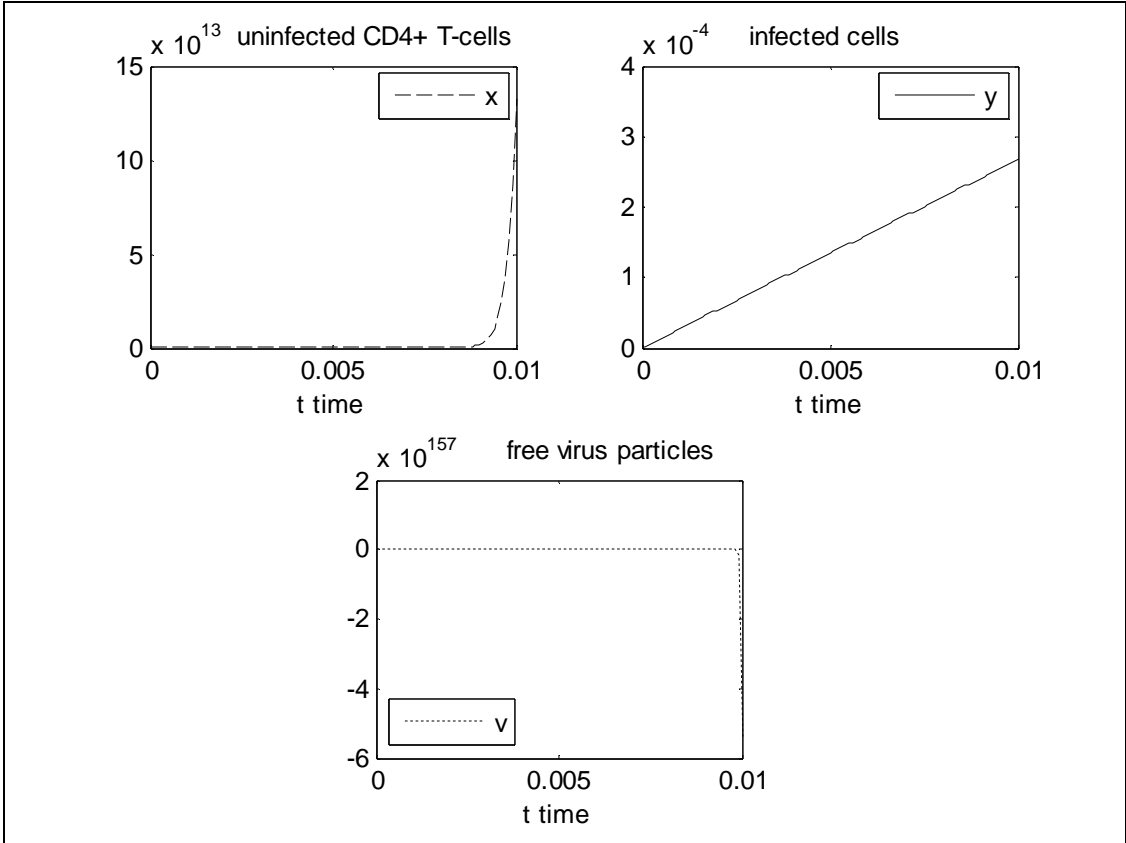 x 10^13 uninfected CD4+ T-cells
15
10
5
0
x
0 0.005 0.01
t time
x 10^-4 infected cells
4
3
2
1
0
y
0 0.005 0.01
t time
x 10^157 free virus particles
2
0
-2
-4
-6
v
0 0.005 0.01
t time